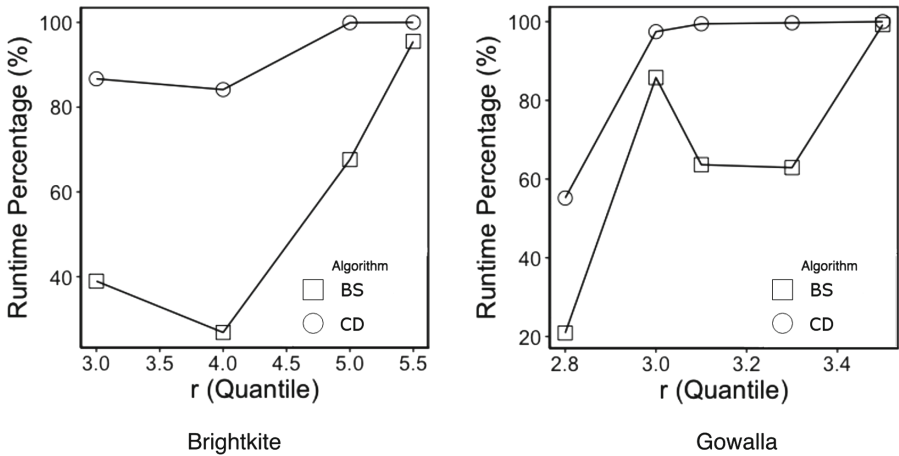 Runtime Percentage (%)
100
80
60
40
Algorithm
BS
CD
3.0 3.5 4.0 4.5 5.0 5.5
r (Quantile)
Brightkite
Runtime Percentage (%)
100
80
60
40
20
Algorithm
BS
CD
2.8 3.0 3.2 3.4
r (Quantile)
Gowalla